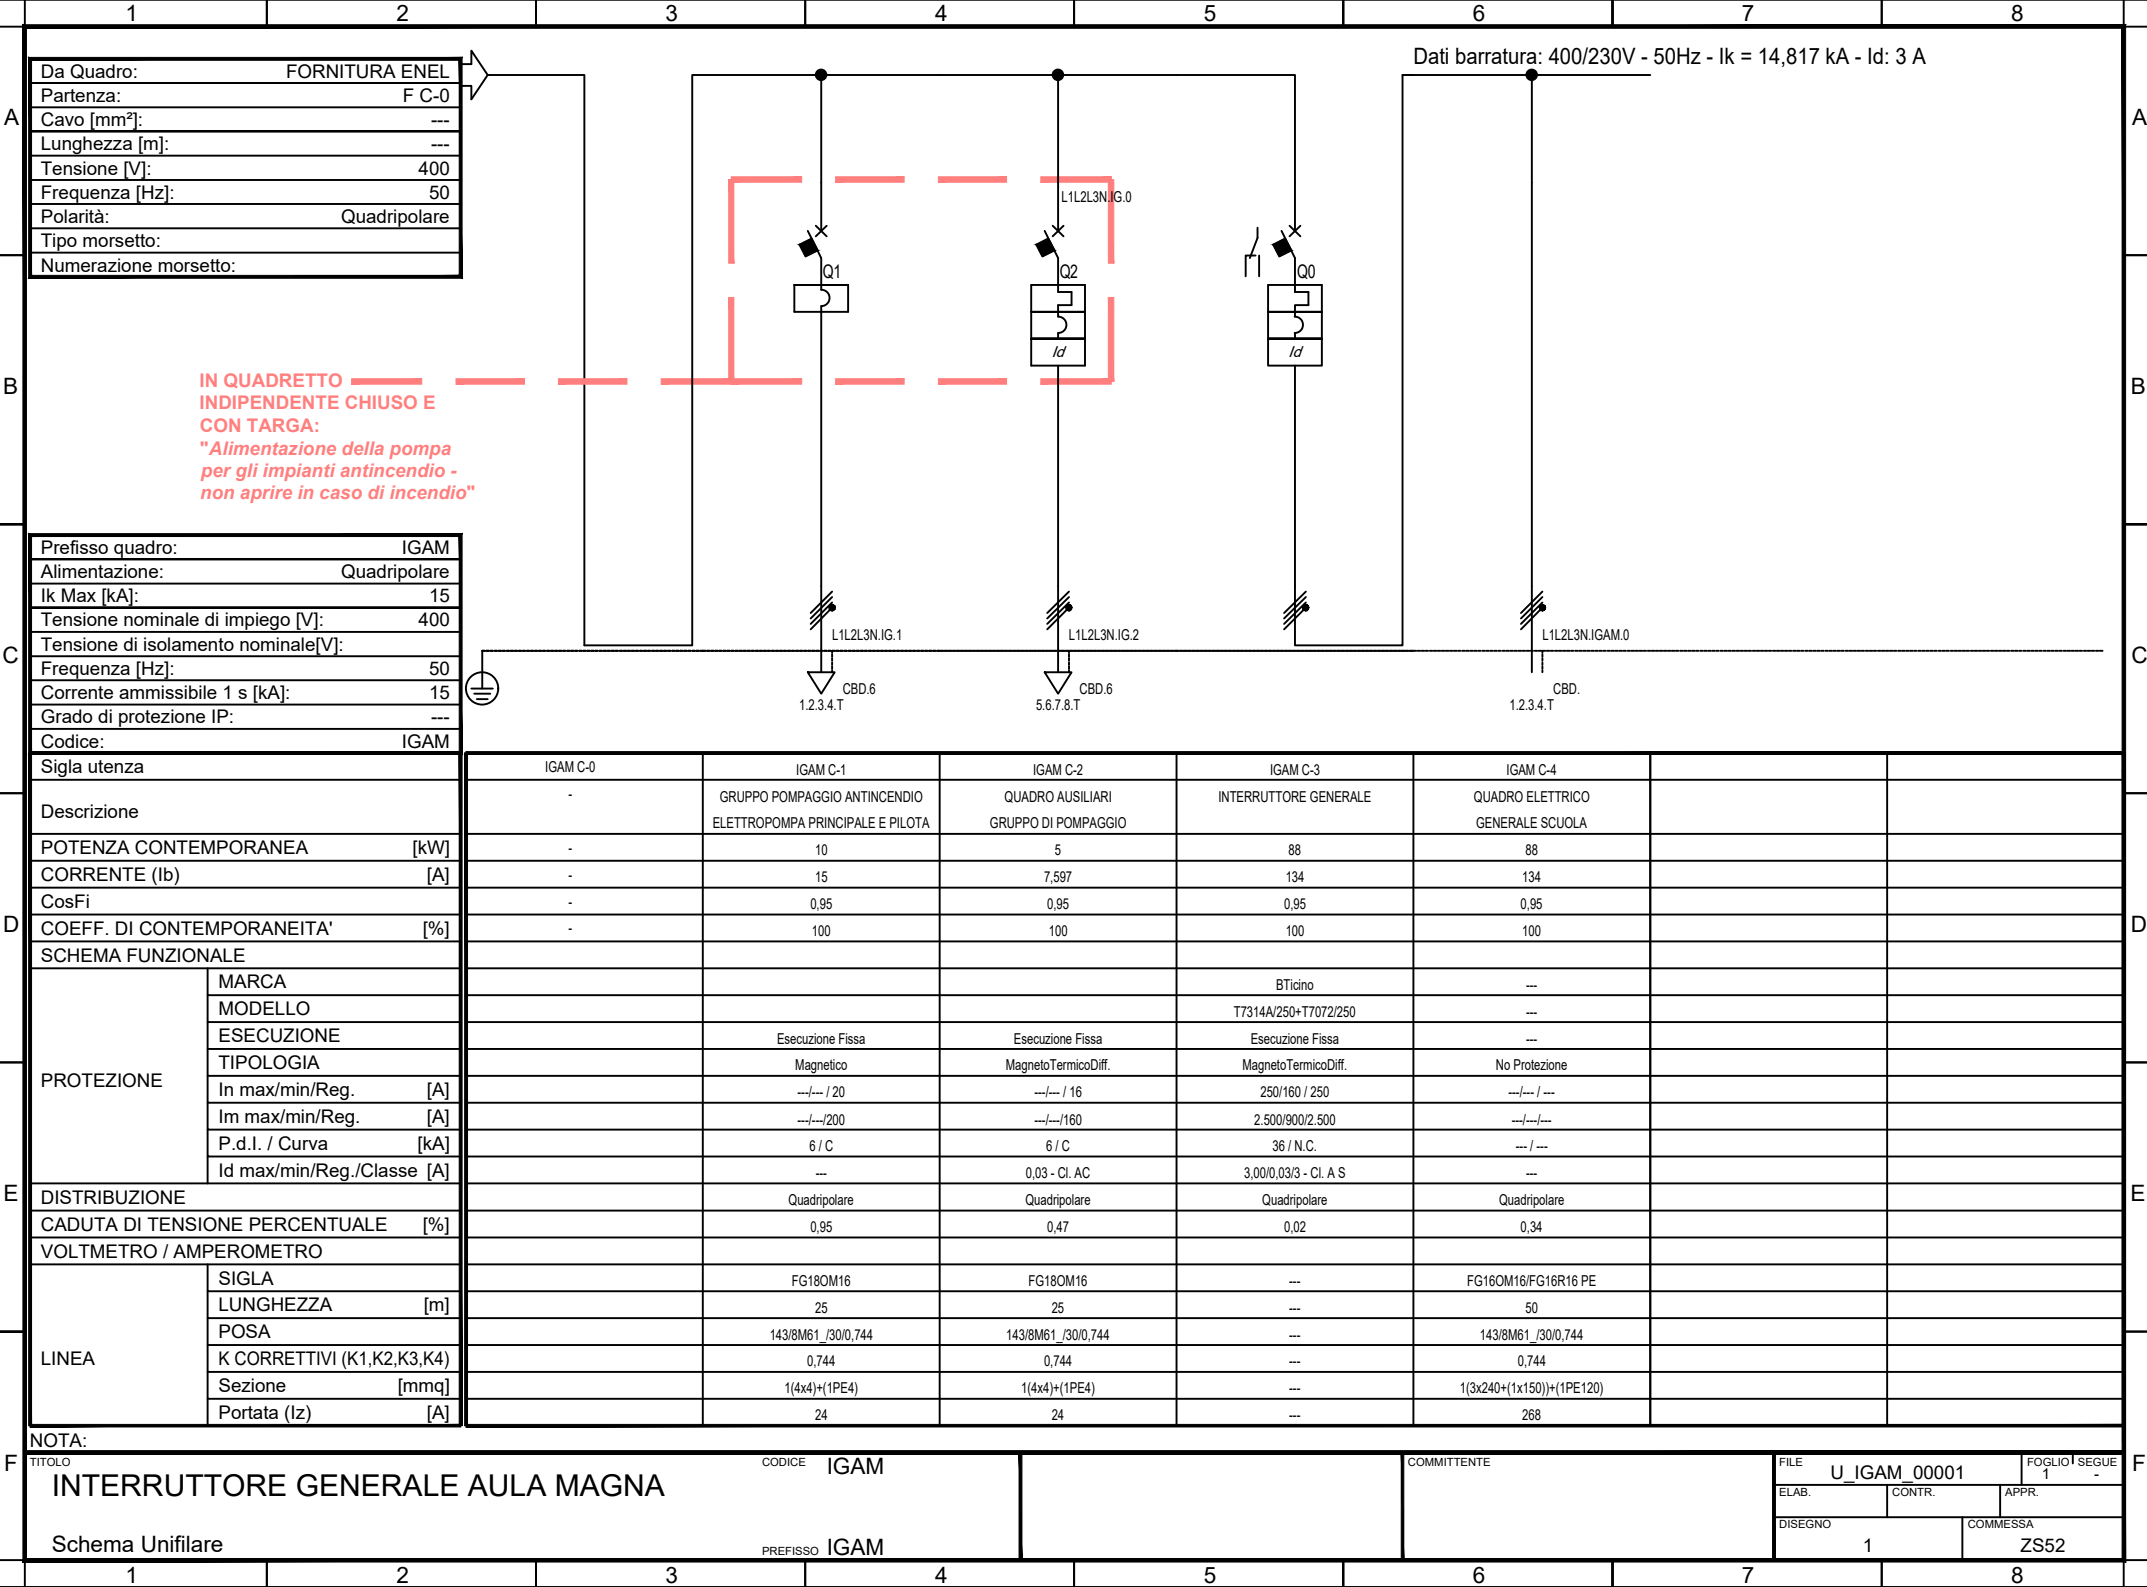 1 2 3 4 5 6 7 8
Dati barratura: 400/230V - 50Hz - Ik = 14,817 kA - Id: 3 A
Da Quadro: FORNITURA ENEL
Partenza: F C-0
Cavo [mm²]: ---
Lunghezza [m]: ---
Tensione [V]: 400
Frequenza [Hz]: 50
Polarità: Quadripolare
Tipo morsetto:
Numerazione morsetto:
A A
L1L2L3N.IG.0
Q1 Q2 Q0
Id Id
B B
IN QUADRETTO
INDIPENDENTE CHIUSO E
CON TARGA:
"Alimentazione della pompa
per gli impianti antincendio -
non aprire in caso di incendio"
Prefisso quadro: IGAM
Alimentazione: Quadripolare
Ik Max [kA]: 15
Tensione nominale di impiego [V]: 400
Tensione di isolamento nominale[V]:
Frequenza [Hz]: 50
Corrente ammissibile 1 s [kA]: 15
Grado di protezione IP: ---
Codice: IGAM
C C
L1L2L3N.IG.1 L1L2L3N.IG.2 L1L2L3N.IGAM.0
CBD.6 CBD.6 CBD.
1.2.3.4.T 5.6.7.8.T 1.2.3.4.T
Sigla utenza IGAM C-0 IGAM C-1 IGAM C-2 IGAM C-3 IGAM C-4
Descrizione - GRUPPO POMPAGGIO ANTINCENDIO QUADRO AUSILIARI INTERRUTTORE GENERALE QUADRO ELETTRICO
ELETTROPOMPA PRINCIPALE E PILOTA GRUPPO DI POMPAGGIO GENERALE SCUOLA
POTENZA CONTEMPORANEA [kW] - 10 5 88 88
CORRENTE (Ib) [A] - 15 7,597 134 134
CosFi - 0,95 0,95 0,95 0,95
D D
COEFF. DI CONTEMPORANEITA' [%] - 100 100 100 100
SCHEMA FUNZIONALE
PROTEZIONE
MARCA BTicino ---
MODELLO T7314A/250+T7072/250 ---
ESECUZIONE Esecuzione Fissa Esecuzione Fissa Esecuzione Fissa ---
TIPOLOGIA Magnetico MagnetoTermicoDiff. MagnetoTermicoDiff. No Protezione
In max/min/Reg. [A] ---/--- / 20 ---/--- / 16 250/160 / 250 ---/--- / ---
Im max/min/Reg. [A] ---/---/200 ---/---/160 2.500/900/2.500 ---/---/---
P.d.I. / Curva [kA] 6 / C 6 / C 36 / N.C. --- / ---
Id max/min/Reg./Classe [A] --- 0,03 - Cl. AC 3,00/0,03/3 - Cl. A S ---
E E
DISTRIBUZIONE Quadripolare Quadripolare Quadripolare Quadripolare
CADUTA DI TENSIONE PERCENTUALE [%] 0,95 0,47 0,02 0,34
VOLTMETRO / AMPEROMETRO
LINEA
SIGLA FG18OM16 FG18OM16 --- FG16OM16/FG16R16 PE
LUNGHEZZA [m] 25 25 --- 50
POSA 143/8M61_/30/0,744 143/8M61_/30/0,744 --- 143/8M61_/30/0,744
K CORRETTIVI (K1,K2,K3,K4) 0,744 0,744 --- 0,744
Sezione [mmq] 1(4x4)+(1PE4) 1(4x4)+(1PE4) --- 1(3x240+(1x150))+(1PE120)
Portata (Iz) [A] 24 24 --- 268
NOTA:
F F
TITOLO
INTERRUTTORE GENERALE AULA MAGNA
Schema Unifilare
CODICE IGAM
PREFISSO IGAM
COMMITTENTE
FILE U_IGAM_00001
FOGLIO 1 SEGUE -
ELAB. CONTR. APPR.
DISEGNO 1 COMMESSA ZS52
1 2 3 4 5 6 7 8